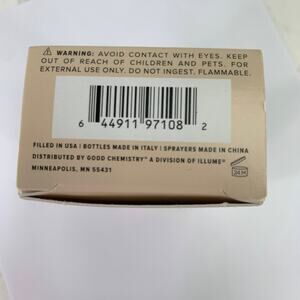 ⚠ WARNING: AVOID CONTACT WITH EYES. KEEP
OUT OF REACH OF CHILDREN AND PETS. FOR
EXTERNAL USE ONLY. DO NOT INGEST. FLAMMABLE.
6 44911 97108 2
FILLED IN USA | BOTTLES MADE IN ITALY | SPRAYERS MADE IN CHINA
DISTRIBUTED BY GOOD CHEMISTRY™ A DIVISION OF ILLUME®
MINNEAPOLIS, MN 55431
24 M